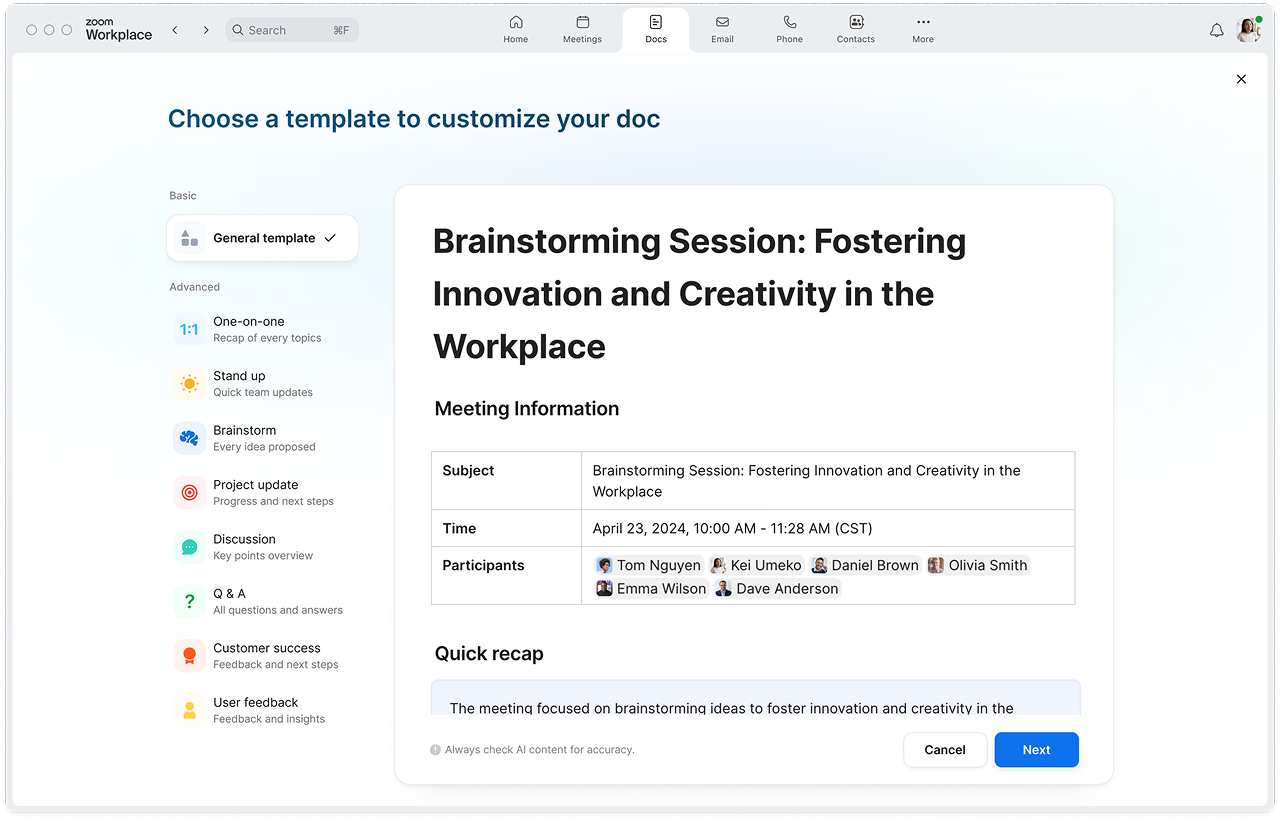 zoom
Workplace
Search
⌘F
Home
Meetings
Docs
Email
Phone
Contacts
More
Choose a template to customize your doc
Basic
General template
Advanced
1:1
One-on-one
Recap of every topics
Stand up
Quick team updates
Brainstorm
Every idea proposed
Project update
Progress and next steps
Discussion
Key points overview
?
Q & A
All questions and answers
Customer success
Feedback and next steps
User feedback
Feedback and insights
Brainstorming Session: Fostering
Innovation and Creativity in the
Workplace
Meeting Information
Subject
Brainstorming Session: Fostering Innovation and Creativity in the
Workplace
Time
April 23, 2024, 10:00 AM - 11:28 AM (CST)
Participants
Tom Nguyen Kei Umeko Daniel Brown Olivia Smith
Emma Wilson Dave Anderson
Quick recap
The meeting focused on brainstorming ideas to foster innovation and creativity in the
Always check AI content for accuracy.
Cancel
Next